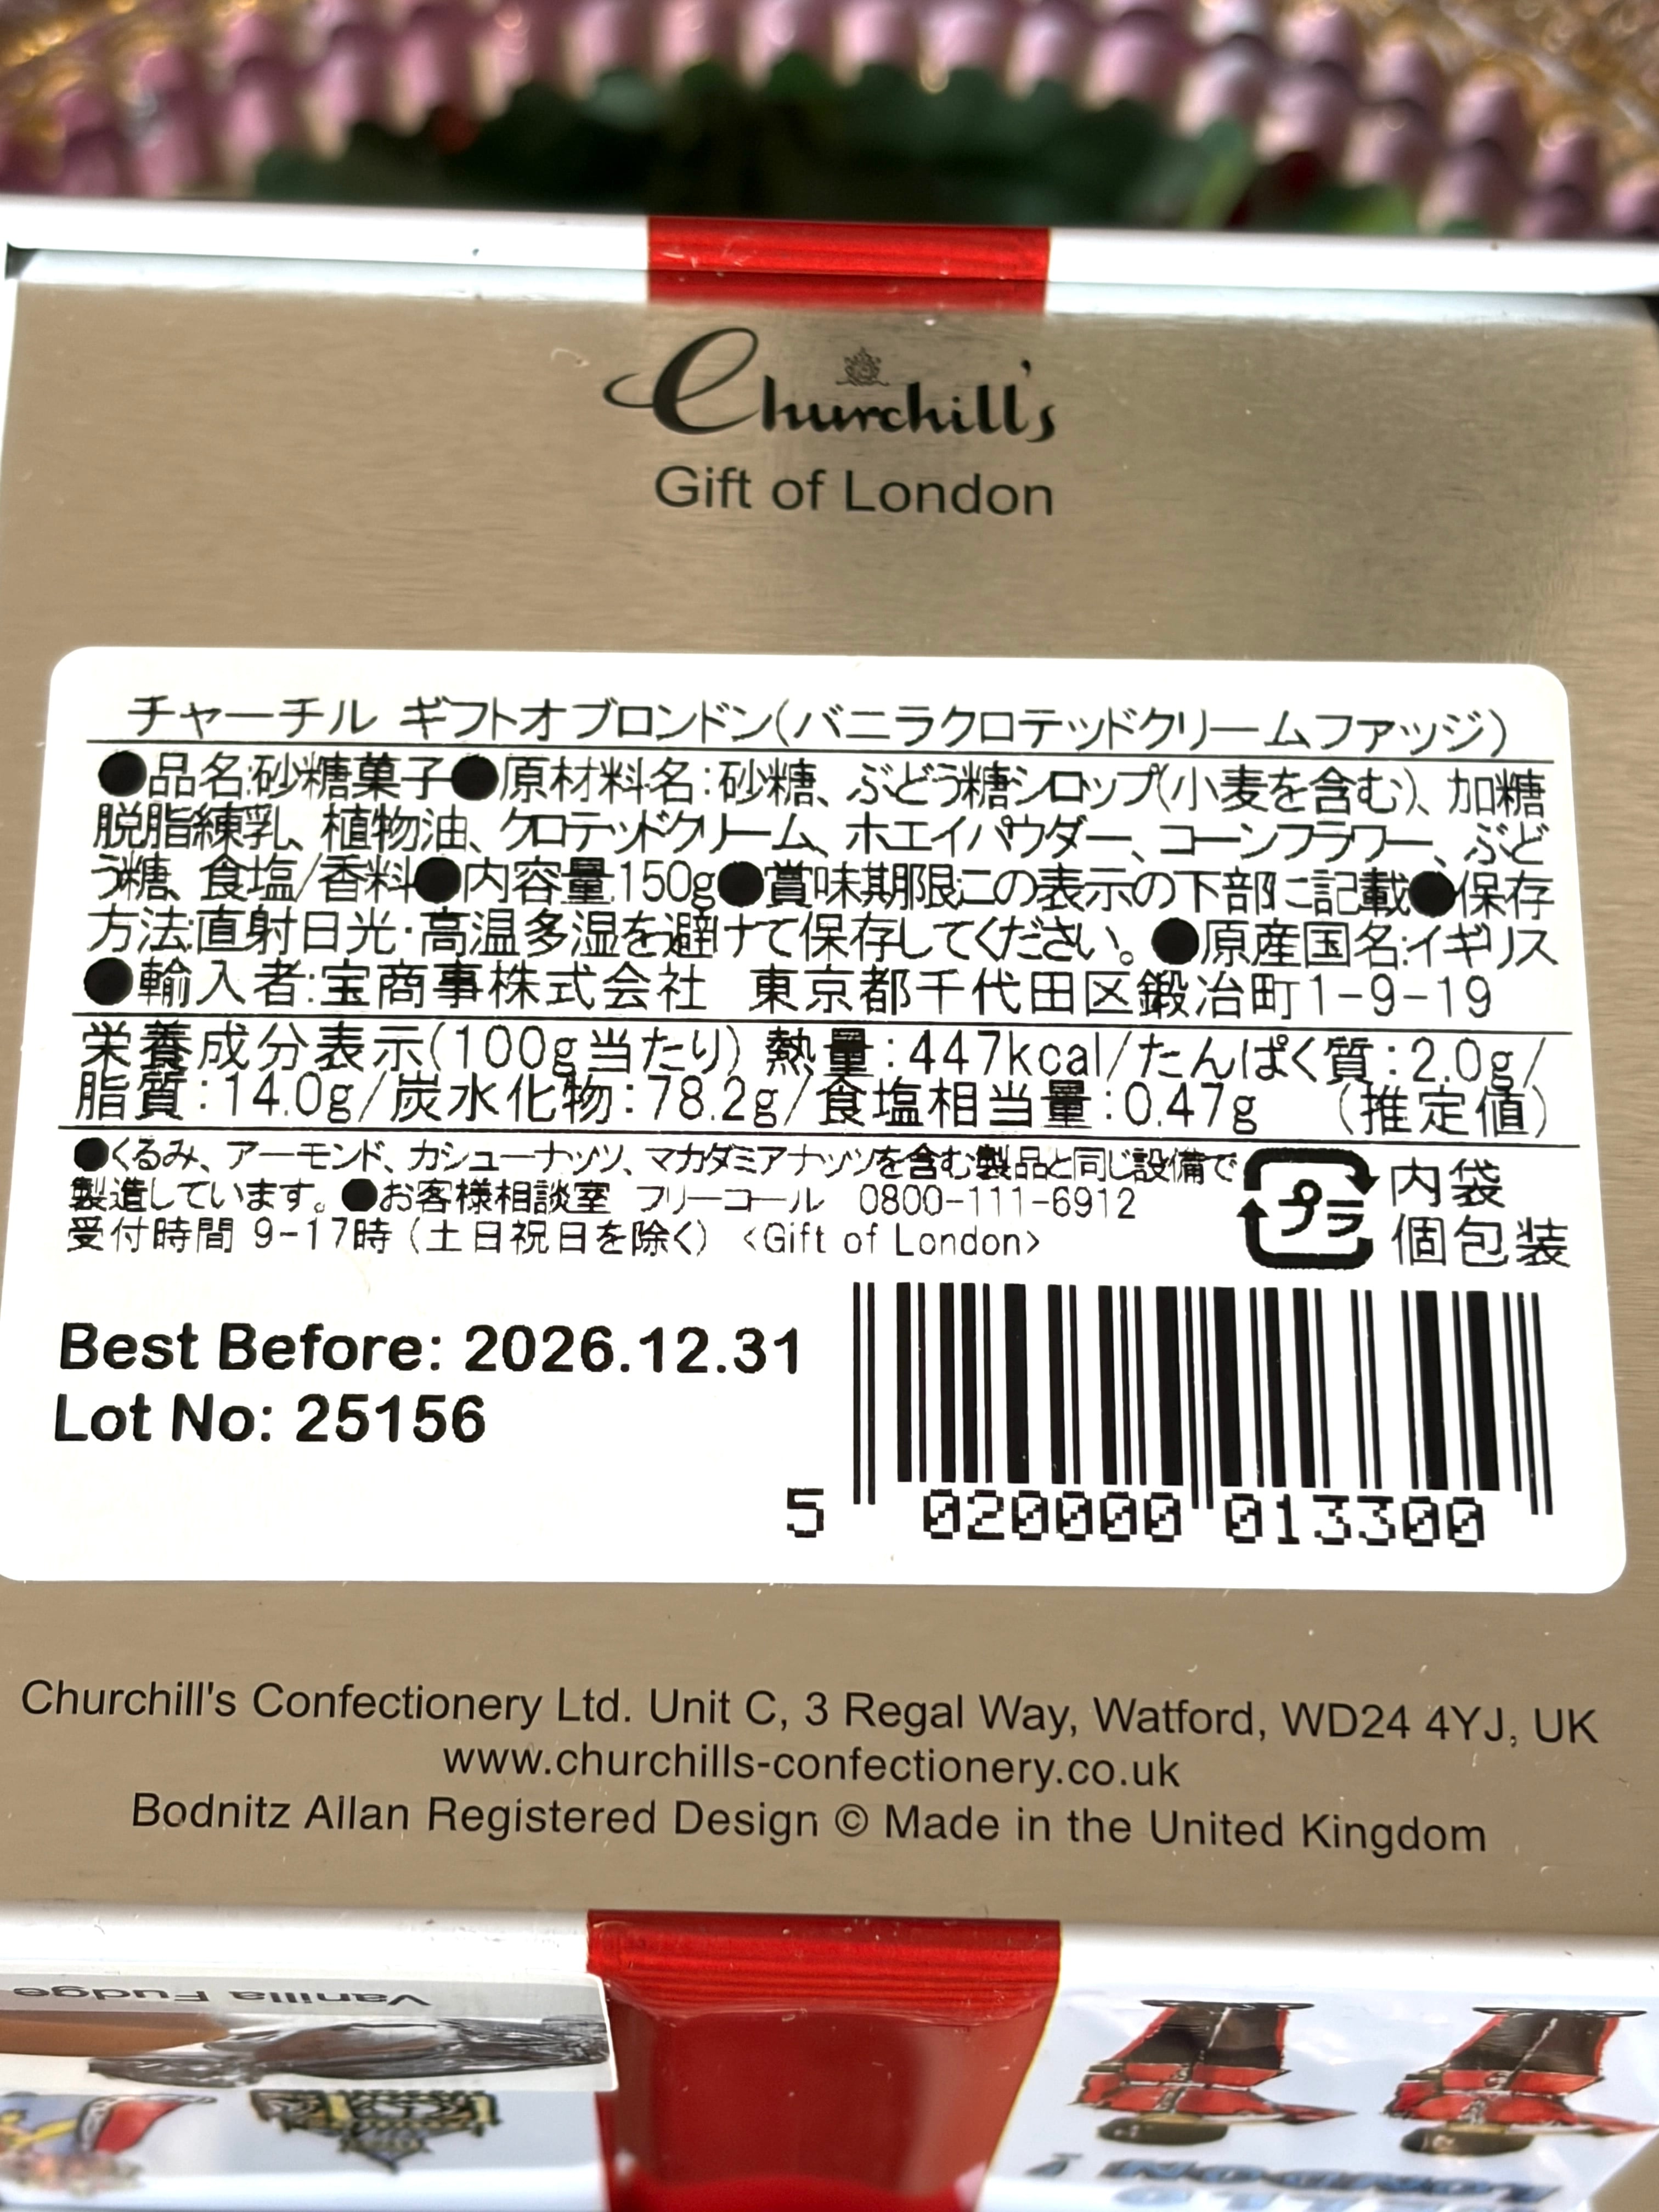 Churchill's
Gift of London
チャーチル ギフトオブロンドン(バニラクロテッドクリームファッジ)
●品名:砂糖菓子●原材料名:砂糖、ぶどう糖シロップ(小麦を含む)、加糖
脱脂練乳、植物油、クロテッドクリーム、ホエイパウダー、コーンフラワー、ぶど
う糖、食塩/香料●内容量:150g●賞味期限:この表示の下部に記載●保存
方法:直射日光・高温多湿を避けて保存してください。●原産国名:イギリス
●輸入者:宝商事株式会社 東京都千代田区鍛冶町1-9-19
栄養成分表示(100g当たり) 熱量:447kcal/たんぱく質:2.0g/
脂質:14.0g/炭水化物:78.2g/食塩相当量:0.47g (推定値)
●くるみ、アーモンド、カシューナッツ、マカダミアナッツを含む製品と同じ設備で
製造しています。●お客様相談室 フリーコール 0800-111-6912
受付時間 9-17時(土日祝日を除く) <Gift of London>
プラ 内袋
個包装
Best Before: 2026.12.31
Lot No: 25156
5 020000 013300
Churchill's Confectionery Ltd. Unit C, 3 Regal Way, Watford, WD24 4YJ, UK
www.churchills-confectionery.co.uk
Bodnitz Allan Registered Design © Made in the United Kingdom
Vanilla Fudge
LONDON !